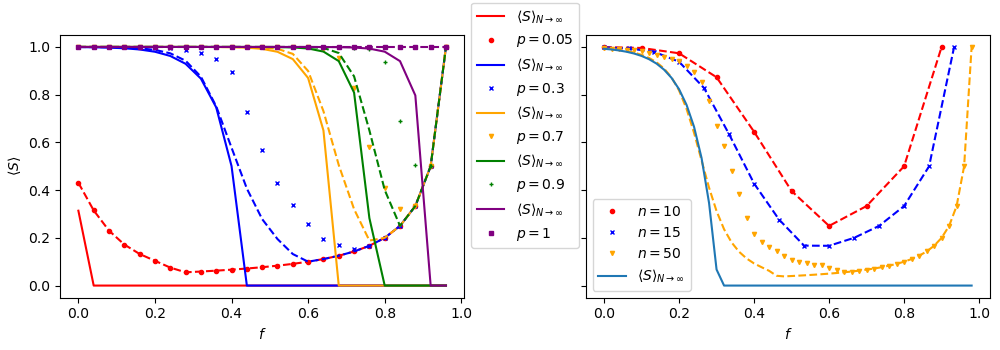 ⟨S⟩
1.0
0.8
0.6
0.4
0.2
0.0
0.0
0.2
0.4
0.6
0.8
1.0
f
⟨S⟩N→∞
p = 0.05
⟨S⟩N→∞
p = 0.3
⟨S⟩N→∞
p = 0.7
⟨S⟩N→∞
p = 0.9
⟨S⟩N→∞
p = 1
n = 10
n = 15
n = 50
⟨S⟩N→∞
0.0
0.2
0.4
0.6
0.8
1.0
f